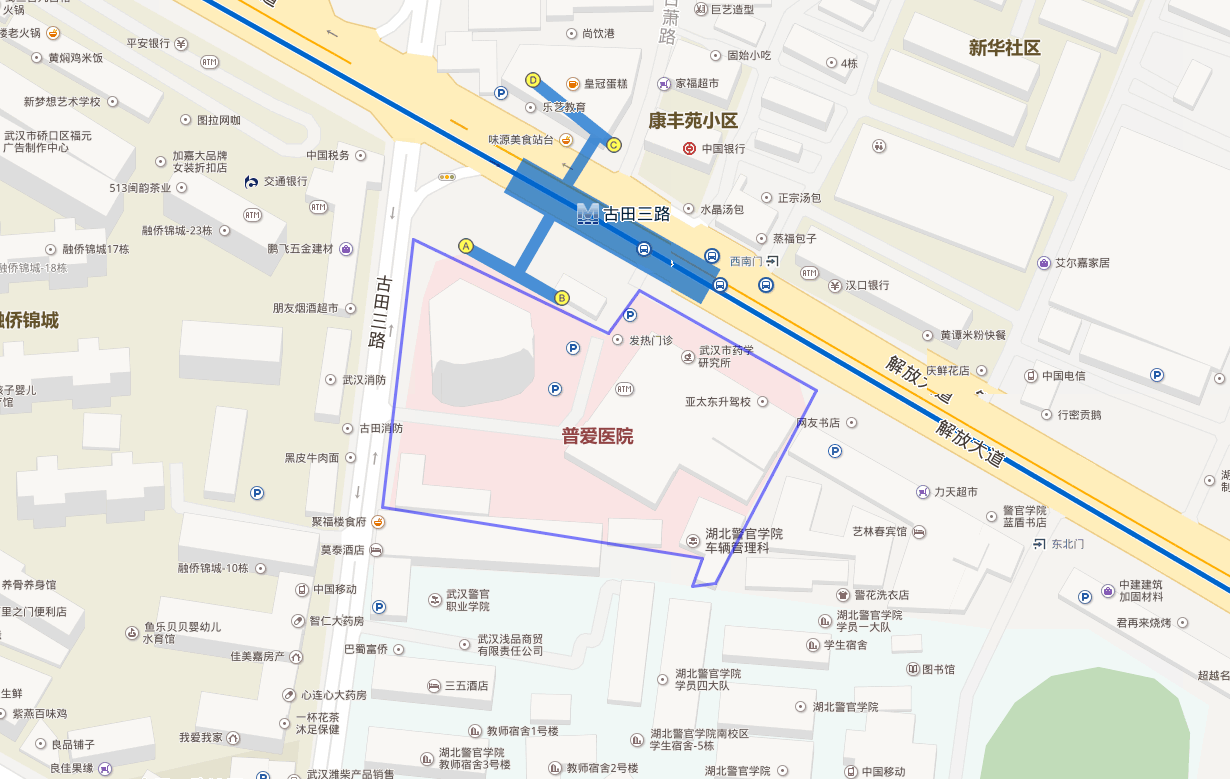 火锅
老火锅
平安银行
黄焖鸡米饭
ATM
尚饮港
巨艺造型
古萧路
固始小吃
4栋
新华社区
P
皇冠蛋糕
家福超市
新梦想艺术学校
图拉网咖
D
乐艺教育
康丰苑小区
武汉市硚口区福元
广告制作中心
味源美食站台
C
中国银行
加嘉大品牌
女装折扣店
中国税务
513闽韵茶业
交通银行
ATM
ATM
正宗汤包
水晶汤包
古田三路
融侨锦城-23栋
融侨锦城17栋
融侨锦城-18栋
鹏飞五金建材
A
蒸福包子
西南门
艾尔嘉家居
ATM
汉口银行
古田三路
B
朋友烟酒超市
融侨锦城
P
发热门诊
黄谭米粉快餐
P
武汉市药学
研究所
解放大道
庆鲜花店
中国电信
P
武汉消防
孩子婴儿
P
ATM
亚太东升驾校
网友书店
行密贡鹅
古田消防
普爱医院
解放大道
黑皮牛肉面
P
P
力天超市
聚福楼食府
警官学院
蓝盾书店
湖北警官学院
车辆管理科
艺林春宾馆
东北门
莫泰酒店
融侨锦城-10栋
养骨养身馆
中国移动
里之门便利店
P
武汉警官
职业学院
警花洗衣店
P
中建建筑
加固材料
智仁大药房
鱼乐贝贝婴幼儿
水育馆
湖北警官学院
学员一大队
君再来烧烤
巴蜀富侨
武汉浅品商贸
有限责任公司
学生宿舍
佳美嘉房产
图书馆
超越名
三五酒店
湖北警官学院
学员四大队
生鲜
心连心大药房
紫燕百味鸡
一杯花茶
沐足保健
湖北警官学院
教师宿舍1号楼
湖北警官学院南校区
学生宿舍-5栋
我爱我家
良品铺子
湖北警官学院
教师宿舍3号楼
良佳果缘
P
武汉潍柴产品销售
教师宿舍2号楼
湖北警官学院
中国移动